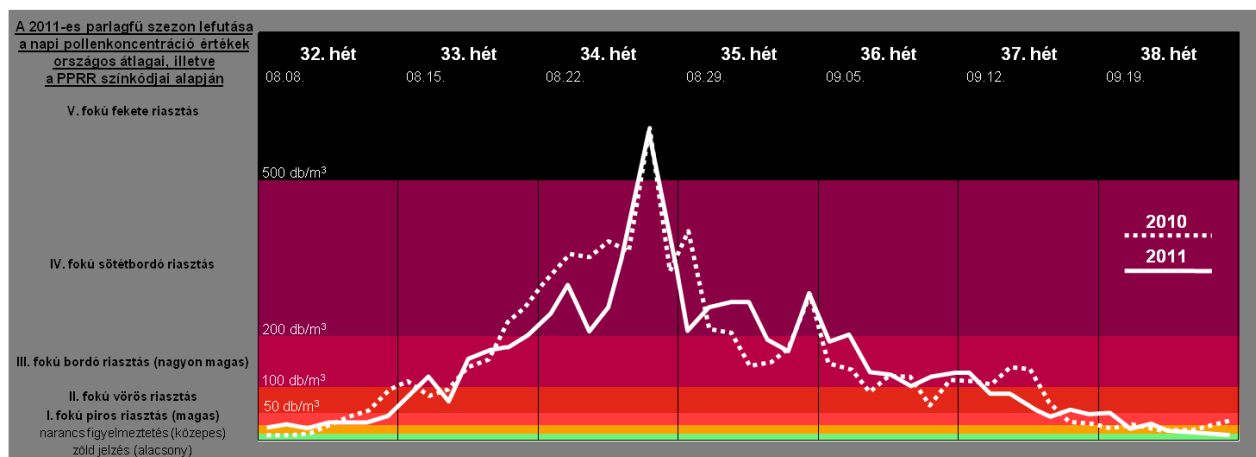 A 2011-es parlagfű szezon lefutása
a napi pollenkoncentráció értékek
országos átlagai, illetve
a PPRR színkódjai alapján
32. hét 33. hét 34. hét 35. hét 36. hét 37. hét 38. hét
08.08. 08.15. 08.22. 08.29. 09.05. 09.12. 09.19.
V. fokú fekete riasztás
500 db/m³
2010
2011
IV. fokú sötétbordó riasztás
200 db/m³
III. fokú bordó riasztás (nagyon magas)
100 db/m³
II. fokú vörös riasztás
50 db/m³
I. fokú piros riasztás (magas)
narancs figyelmeztetés (közepes)
zöld jelzés (alacsony)